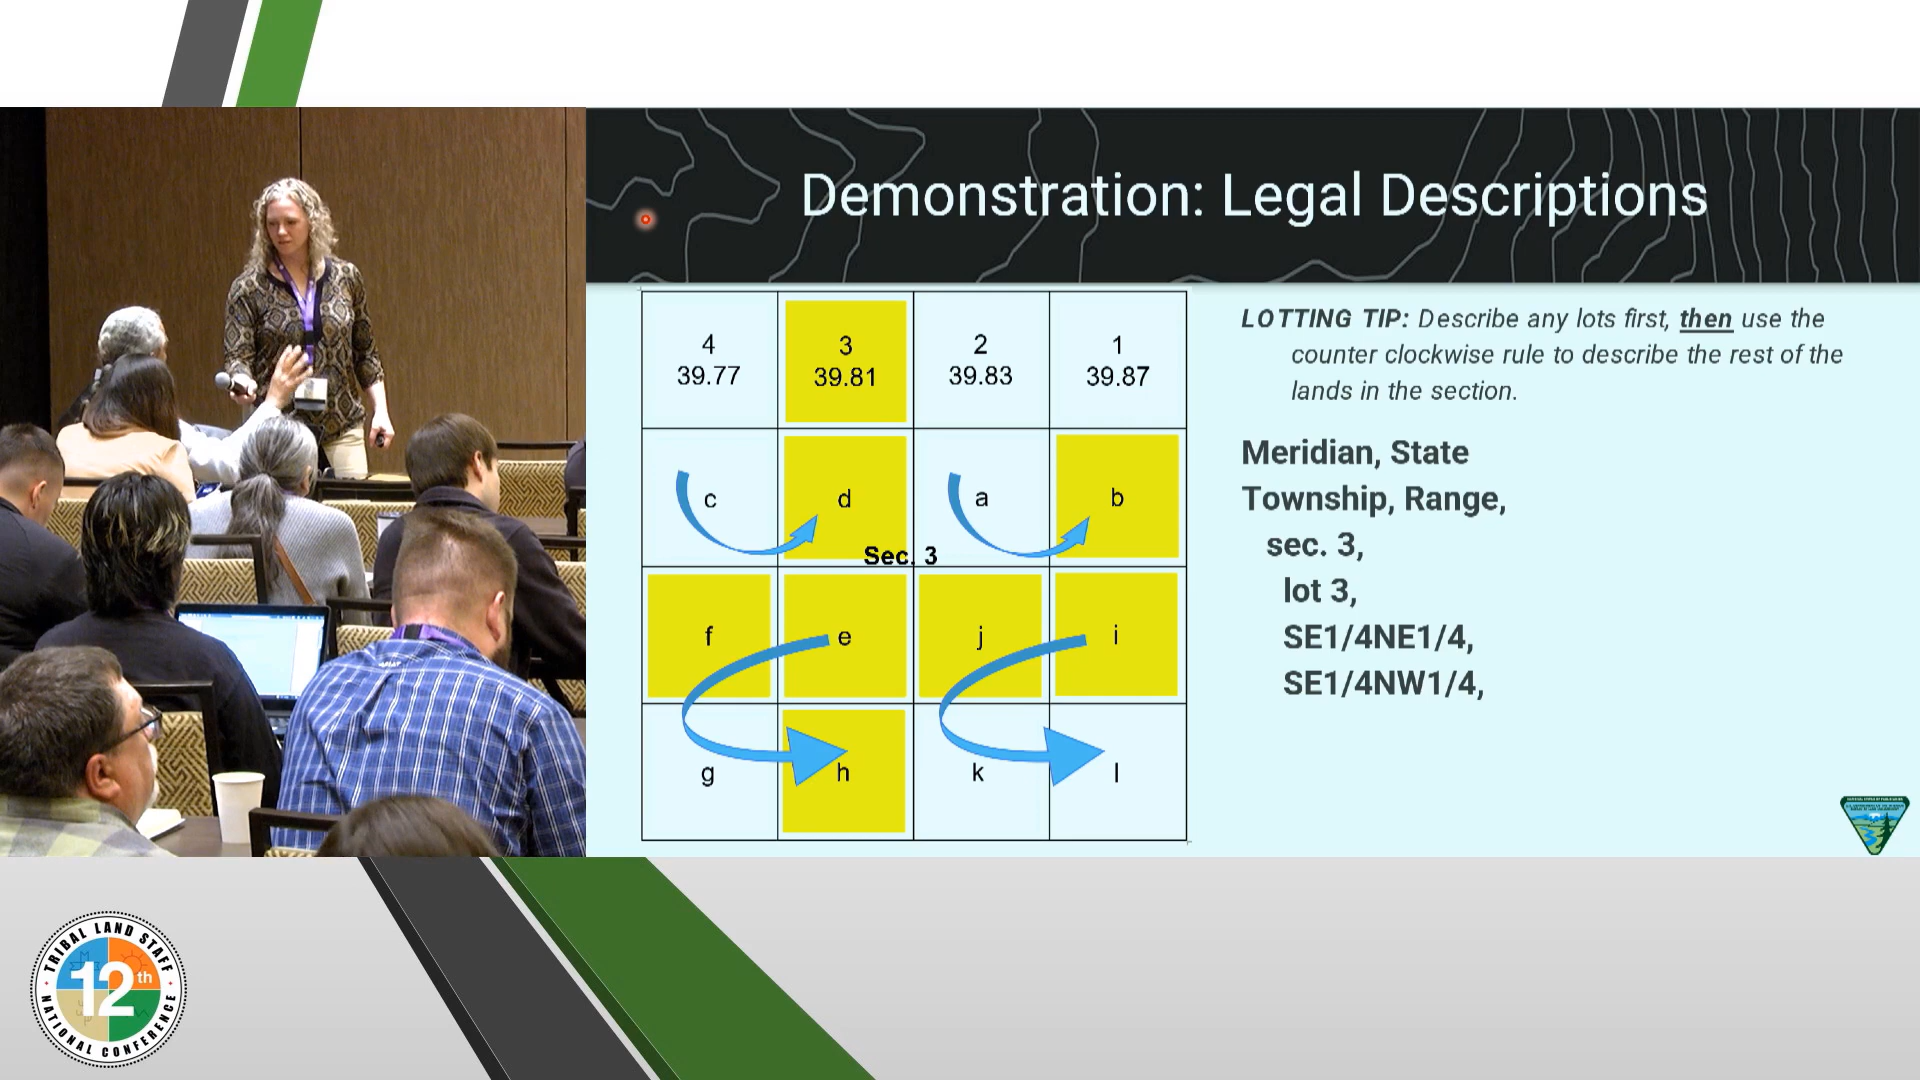 Demonstration: Legal Descriptions
4
39.77
3
39.81
2
39.83
1
39.87
c
d
a
b
Sec. 3
f
e
j
i
g
h
k
l
LOTTING TIP: Describe any lots first, then use the
counter clockwise rule to describe the rest of the
lands in the section.
Meridian, State
Township, Range,
sec. 3,
lot 3,
SE1/4NE1/4,
SE1/4NW1/4,
TRIBAL LAND STAFF
12th
NATIONAL CONFERENCE